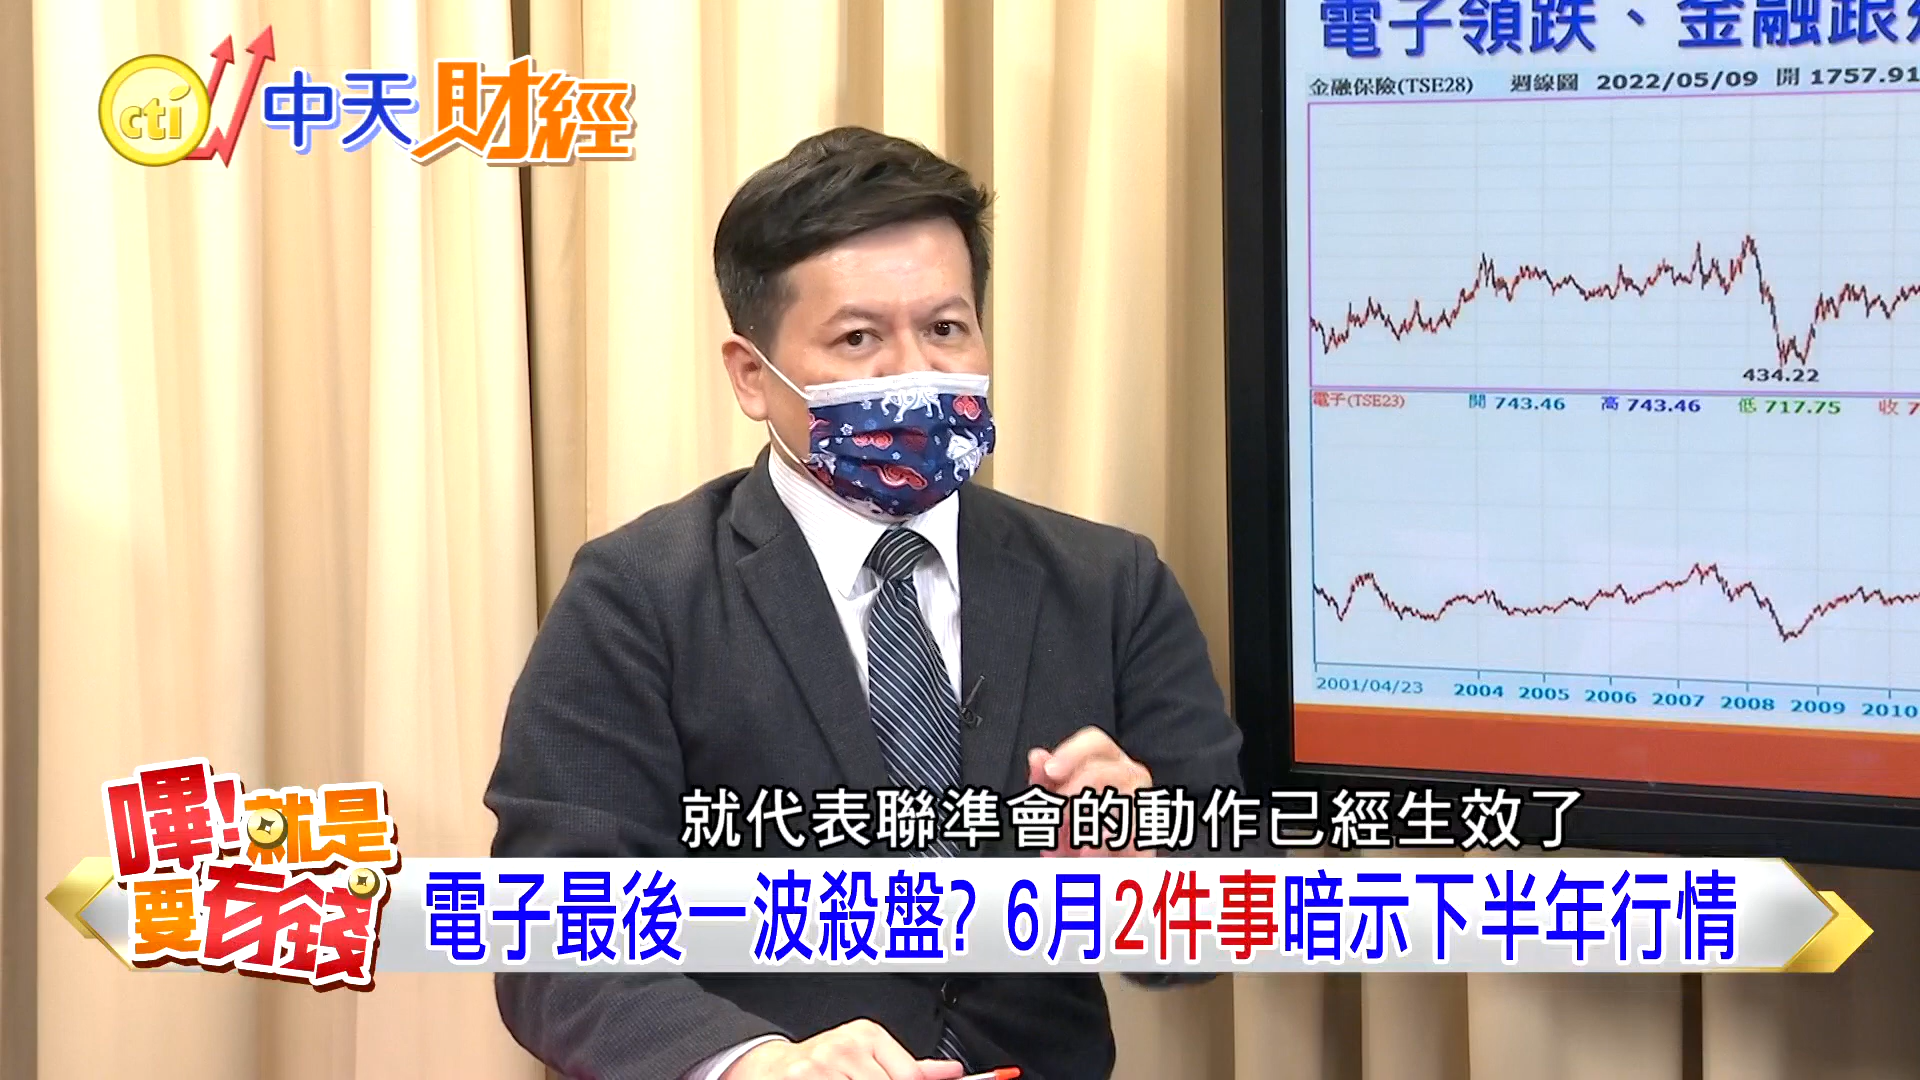 電子領跌、金融跟
金融保險(TSE28) 週線圖 2022/05/09 開 1757.91
434.22
電子(TSE23) 開 743.46 高 743.46 低 717.75 收 7
2001/04/23 2004 2005 2006 2007 2008 2009 2010
cti 中天財經
就代表聯準會的動作已經生效了
嗶!就是
要有錢
電子最後一波殺盤? 6月2件事暗示下半年行情